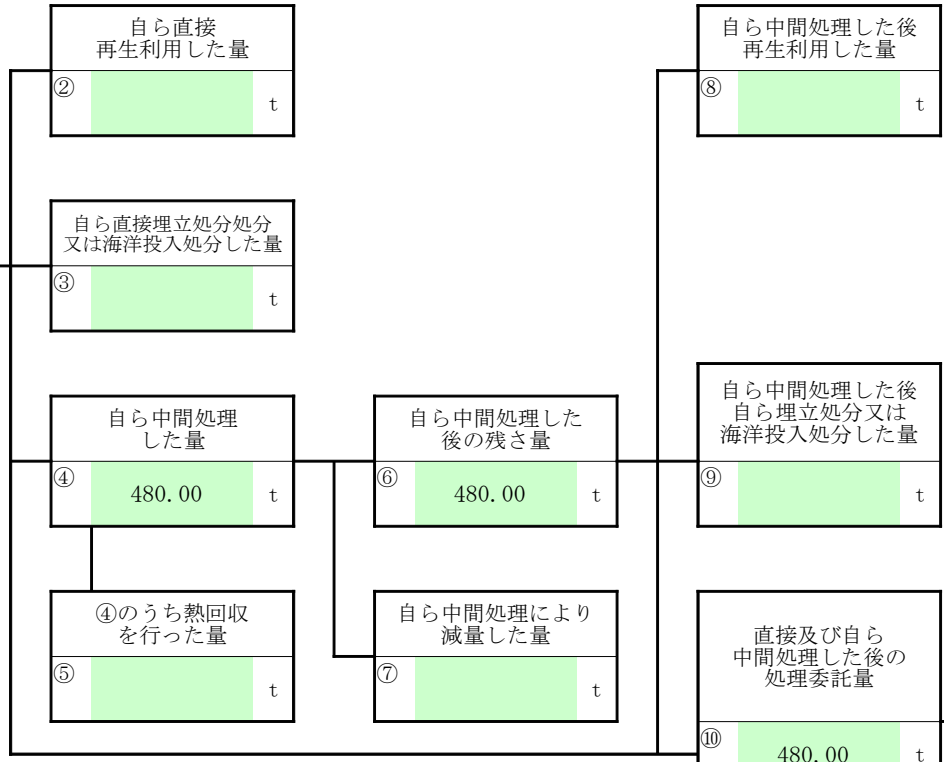 自ら直接
再生利用した量
②
t
自ら中間処理した後
再生利用した量
⑧
t
自ら直接埋立処分処分
又は海洋投入処分した量
③
t
自ら中間処理した後
自ら埋立処分又は
海洋投入処分した量
⑨
t
自ら中間処理
した量
④
480.00
t
自ら中間処理した
後の残さ量
⑥
480.00
t
④のうち熱回収
を行った量
⑤
t
自ら中間処理により
減量した量
⑦
t
直接及び自ら
中間処理した後の
処理委託量
⑩
480.00
t